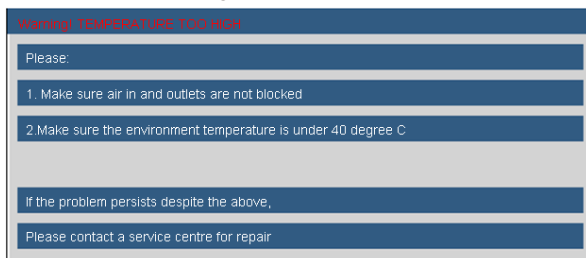 Warning! TEMPERATURE TOO HIGH
Please:
1. Make sure air in and outlets are not blocked
2.Make sure the environment temperature is under 40 degree C
If the problem persists despite the above,
Please contact a service centre for repair